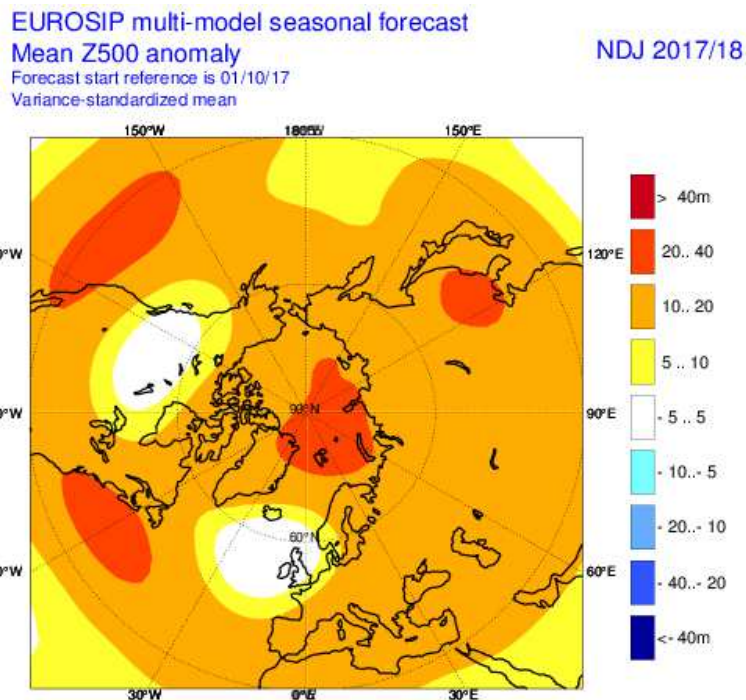 EUROSIP multi-model seasonal forecast
Mean Z500 anomaly
NDJ 2017/18
Forecast start reference is 01/10/17
Variance-standardized mean
150°W
150°E
> 40m
20.. 40
120°E
10.. 20
5 .. 10
- 5 .. 5
90°N
90°E
- 10..- 5
- 20..- 10
60°N
60°E
- 40..- 20
<- 40m
30°W
0°E
30°E